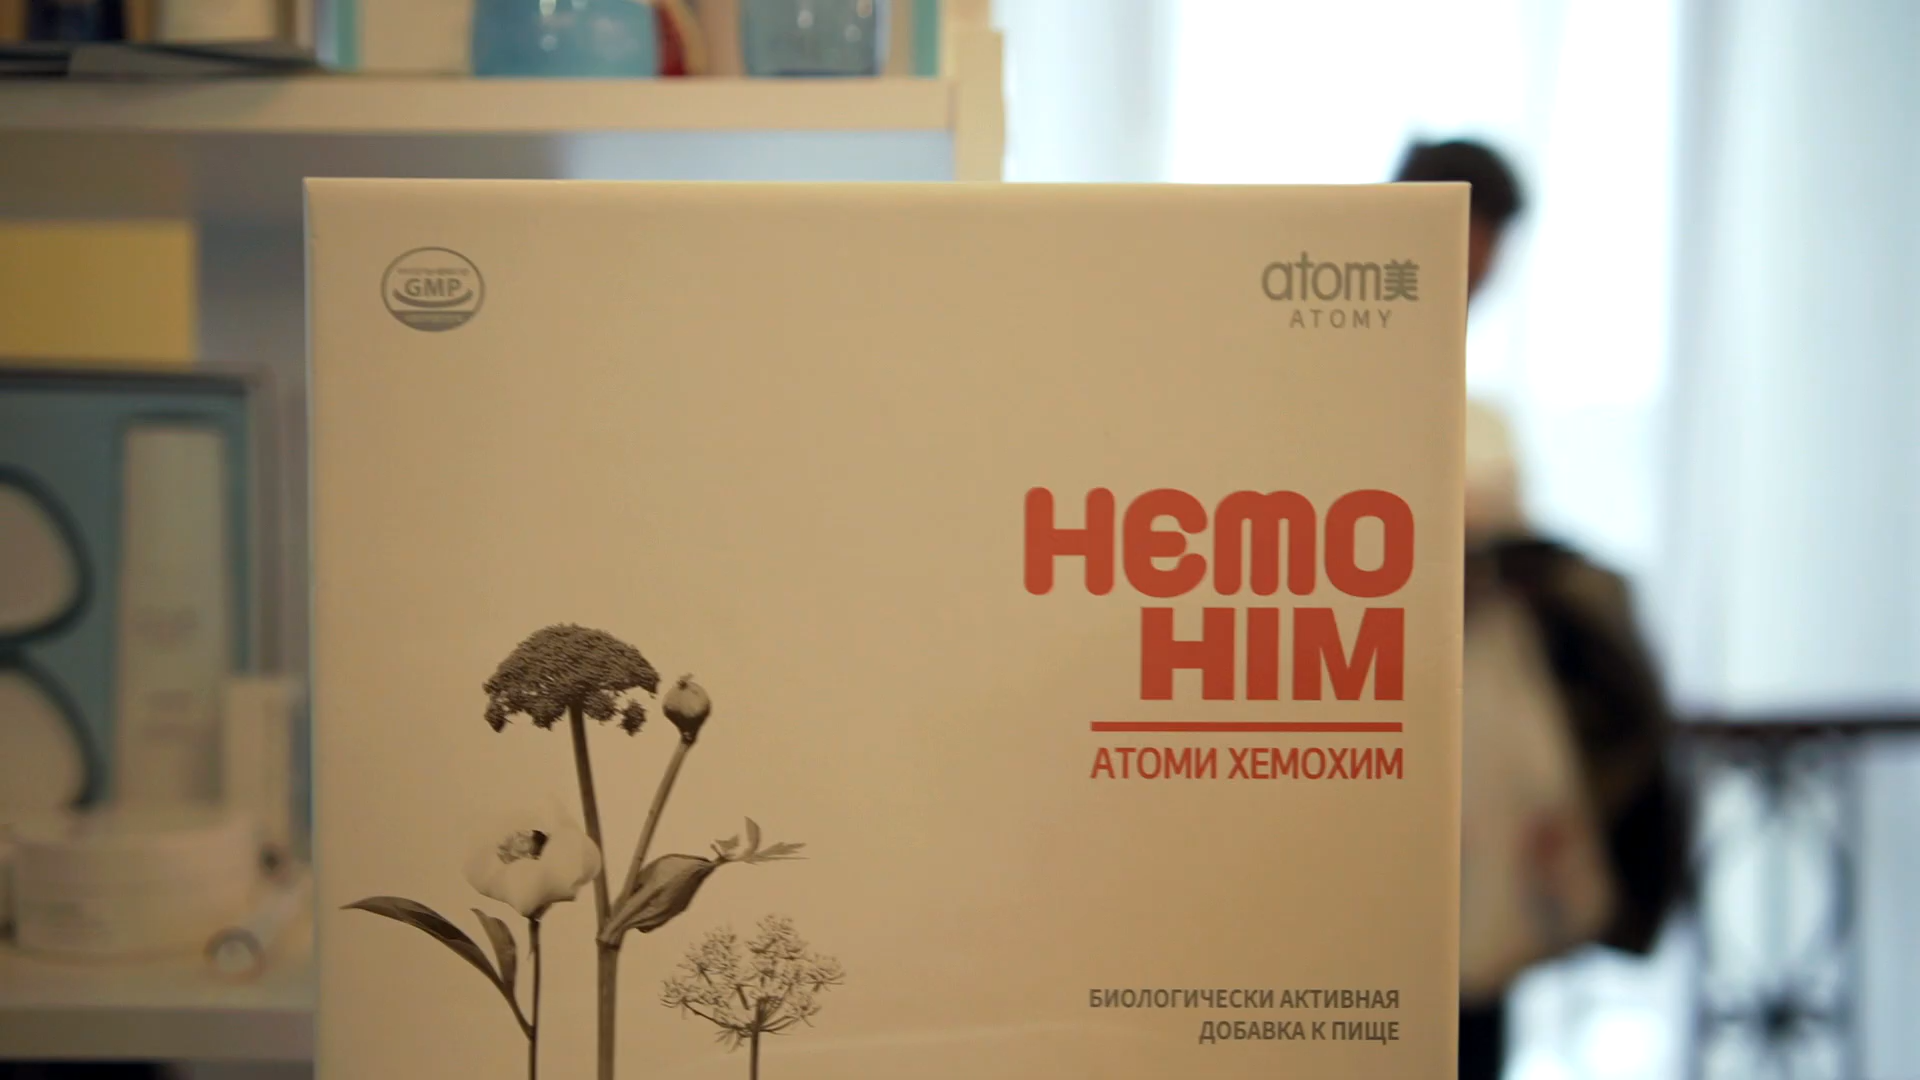 GMP
atom美
ATOMY
HEMO
HIM
АТОМИ ХЕМОХИМ
БИОЛОГИЧЕСКИ АКТИВНАЯ
ДОБАВКА К ПИЩЕ